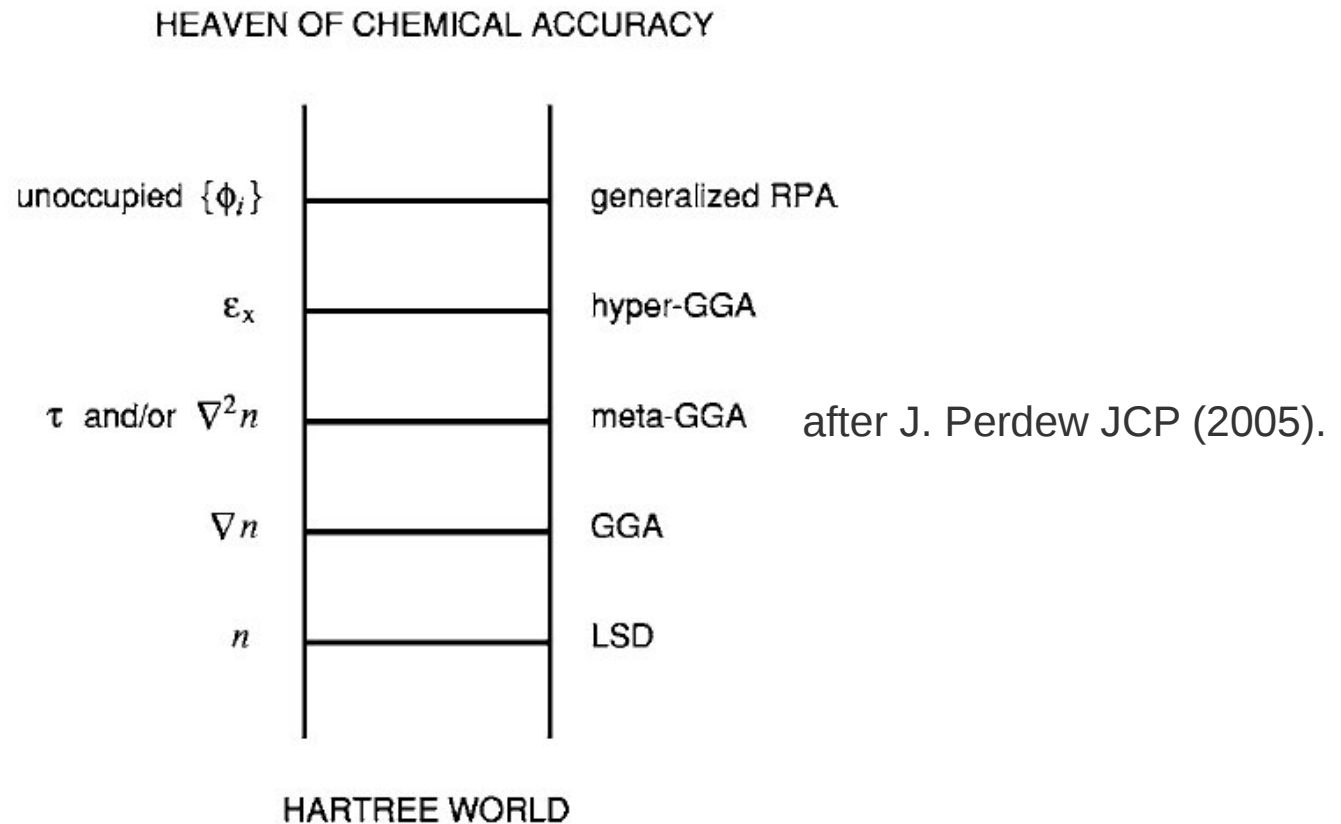 HEAVEN OF CHEMICAL ACCURACY
unoccupied {ϕᵢ} generalized RPA
εₓ hyper-GGA
τ and/or ∇²n meta-GGA after J. Perdew JCP (2005).
∇n GGA
n LSD
HARTREE WORLD